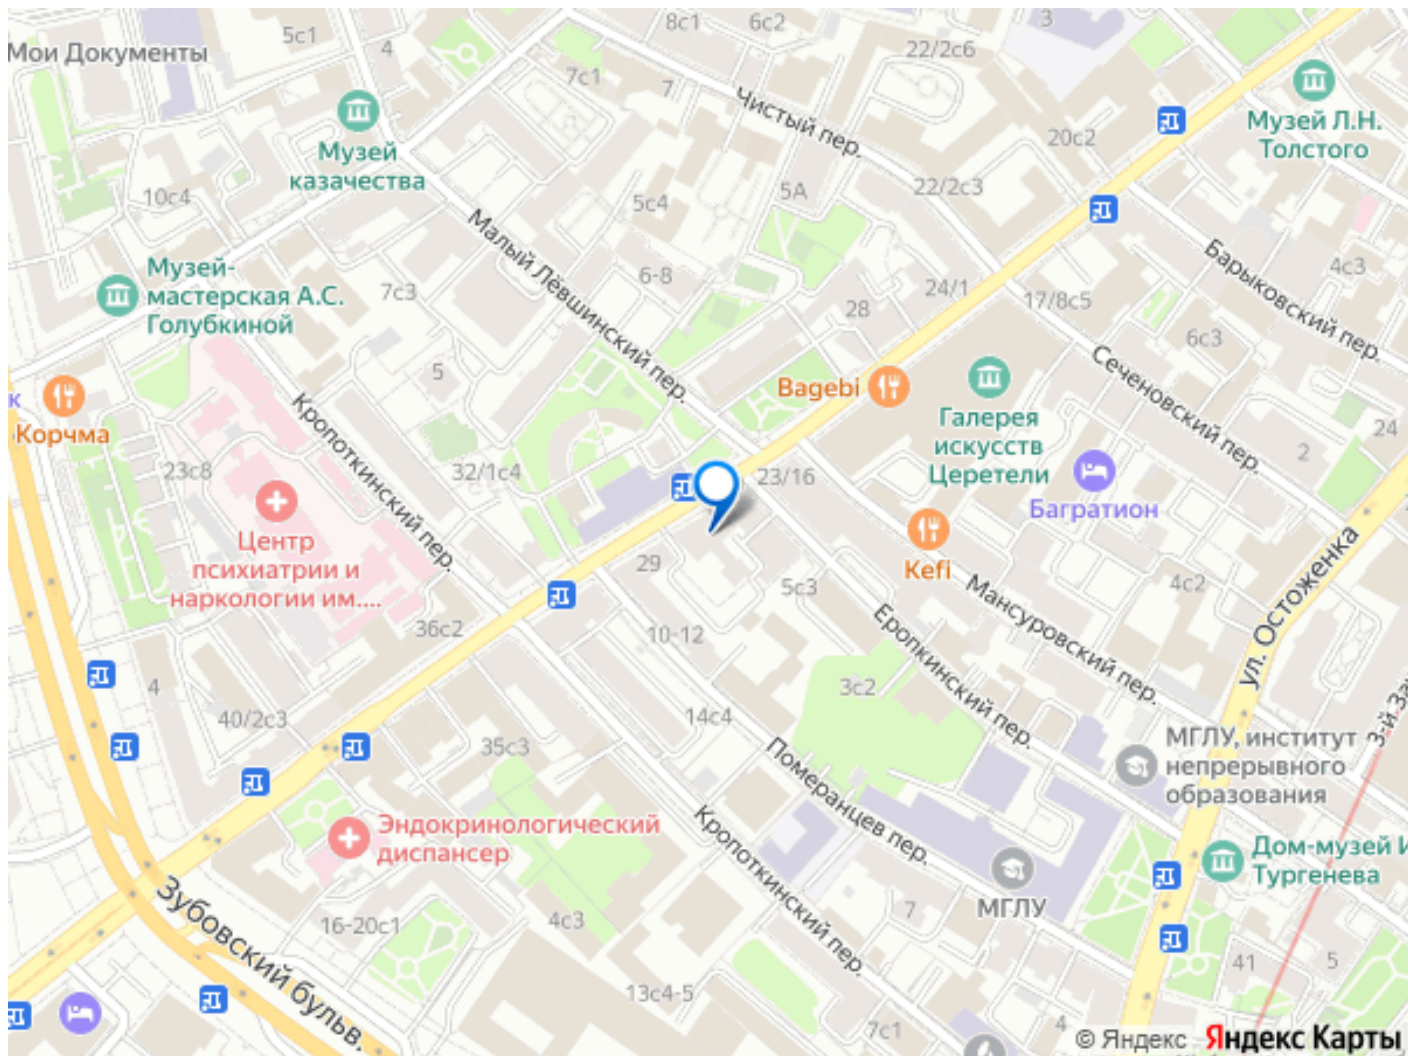 5с1
4
8с1
6с2
3
22/2с6
Мои Документы
7с1
7
Чистый пер.
20с2
Музей Л.Н.
Толстого
Музей
казачества
10с4
5с4
5А
22/2с3
Малый Лёвшинский пер.
Барыковский пер.
4с3
Музей-
мастерская А.С.
Голубкиной
7с3
6-8
28
24/1
17/8с5
6с3
5
Bagebi
Сеченовский пер.
к
Корчма
Кропоткинский пер.
Галерея
искусств
Церетели
24
2
23с8
32/1с4
23/16
Багратион
Центр
психиатрии и
наркологии им....
29
5с3
Kefi
Мансуровский пер.
4с2
ул. Остоженка
36с2
10-12
Еропкинский пер.
4
40/2с3
3с2
14с4
35с3
Померанцев пер.
МГЛУ, институт
непрерывного
образования
3-й За
Эндокринологический
диспансер
Кропоткинский пер.
МГЛУ
Дом-музей И
Тургенева
Зубовский бульв.
16-20с1
4с3
7
13с4-5
41
5
7с1
4
© Яндекс Яндекс Карты